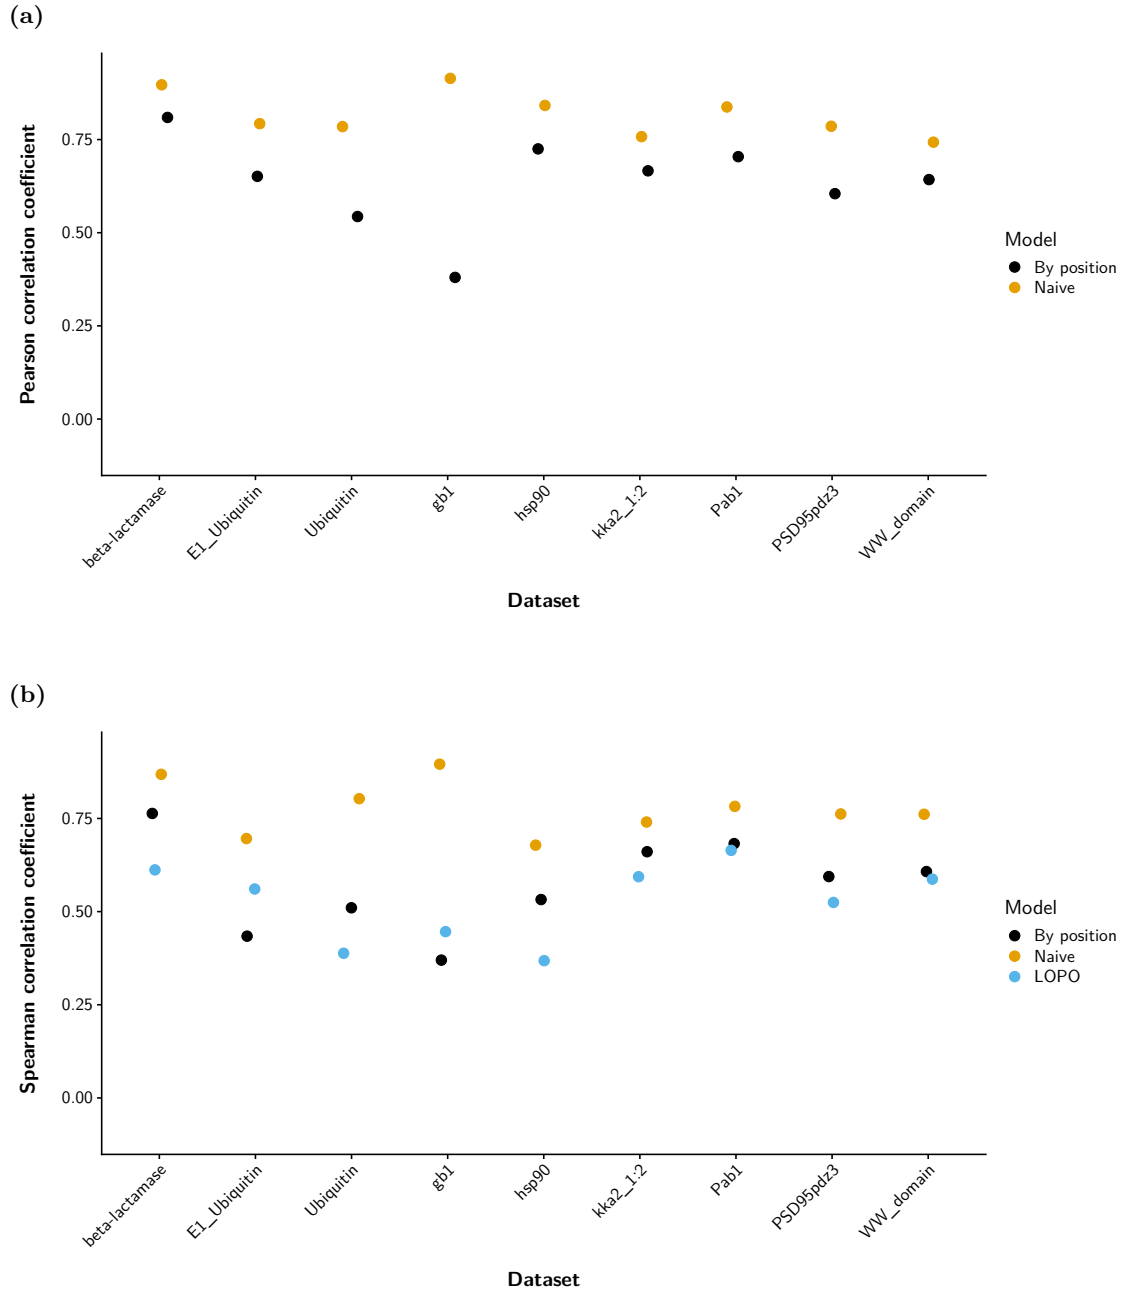 (a)
Pearson correlation coefficient
0.75
0.50
0.25
0.00
beta-lactamase
E1_Ubiquitin
Ubiquitin
gb1
hsp90
kka2_1:2
Pab1
PSD95pdz3
WW_domain
Dataset
Model
By position
Naive
(b)
Spearman correlation coefficient
0.75
0.50
0.25
0.00
beta-lactamase
E1_Ubiquitin
Ubiquitin
gb1
hsp90
kka2_1:2
Pab1
PSD95pdz3
WW_domain
Dataset
Model
By position
Naive
LOPO